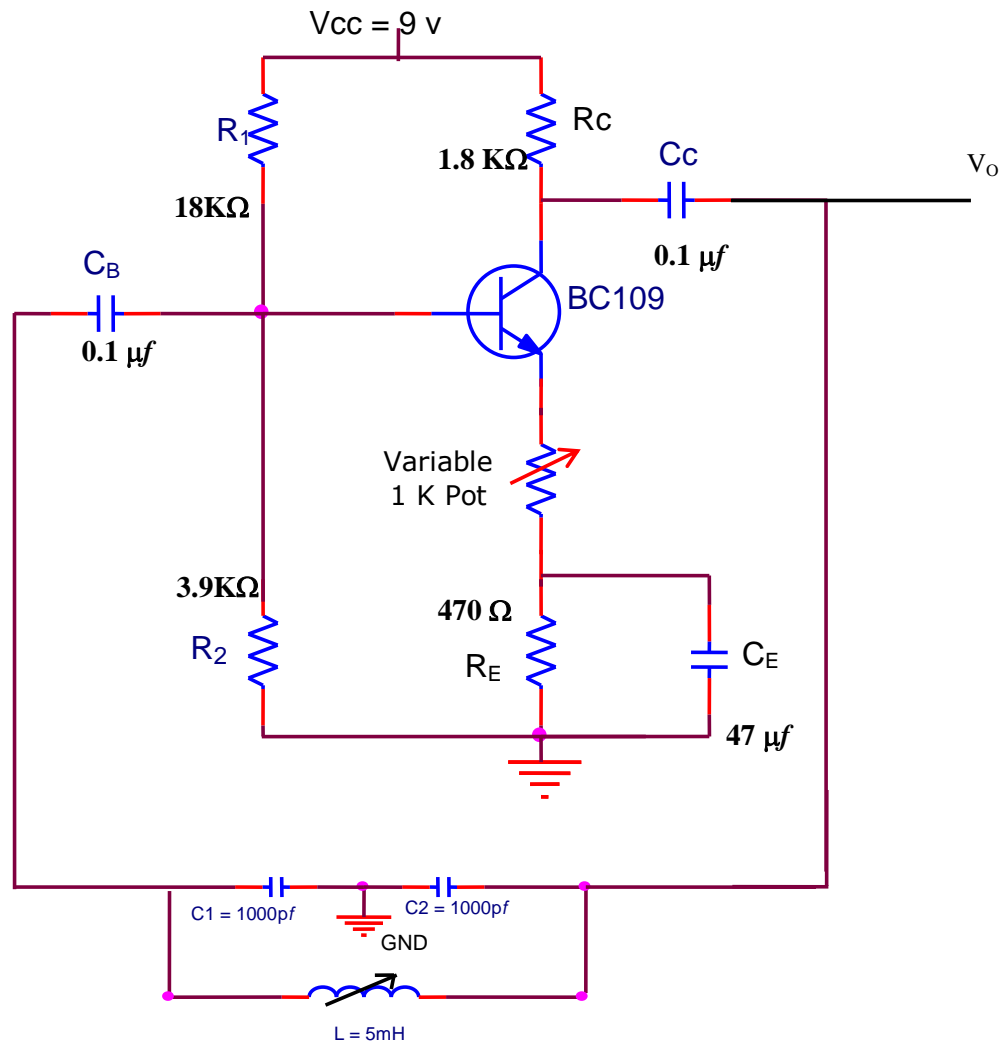 Vcc = 9 v
R1
Rc
1.8 KΩ
Cc
VO
18KΩ
0.1 μf
CB
BC109
0.1 μf
Variable
1 K Pot
3.9KΩ
470 Ω
R2
RE
CE
47 μf
C1 = 1000pf
C2 = 1000pf
GND
L = 5mH